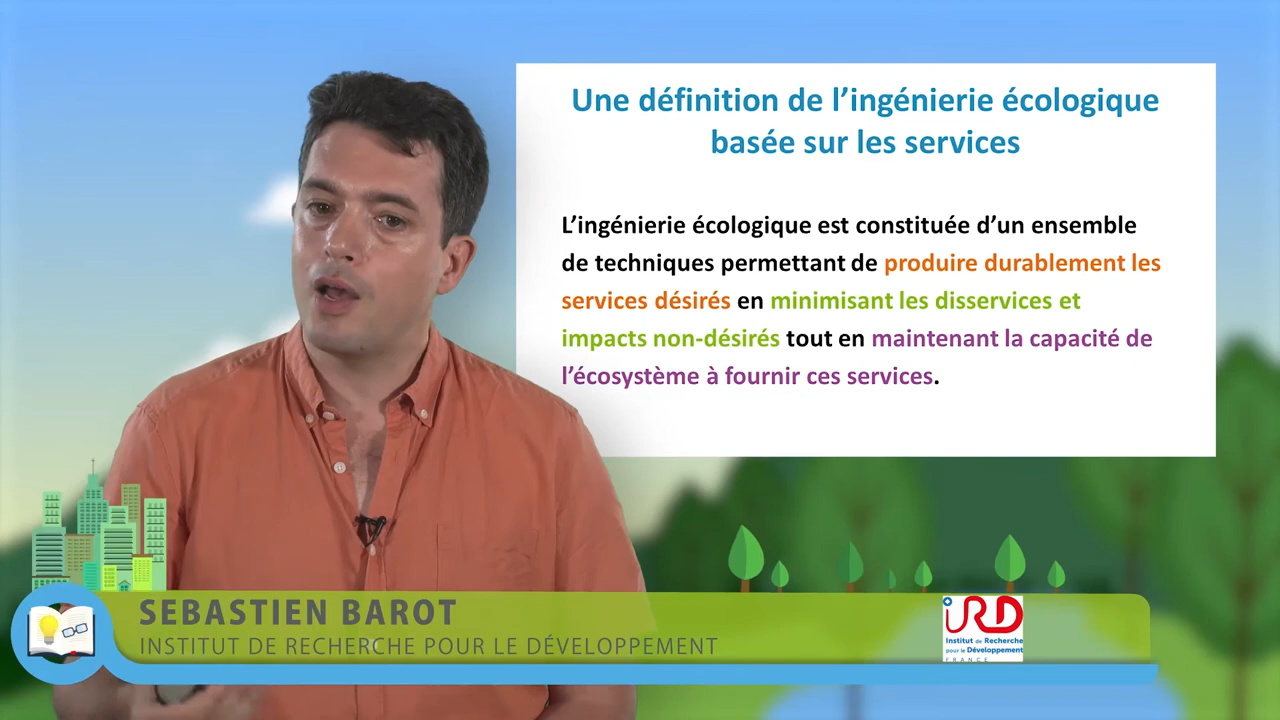 Une définition de l’ingénierie écologique
basée sur les services
L’ingénierie écologique est constituée d’un ensemble
de techniques permettant de produire durablement les
services désirés en minimisant les disservices et
impacts non-désirés tout en maintenant la capacité de
l’écosystème à fournir ces services.
SEBASTIEN BAROT
INSTITUT DE RECHERCHE POUR LE DÉVELOPPEMENT
IRD
Institut de Recherche
pour le Développement
FRANCE